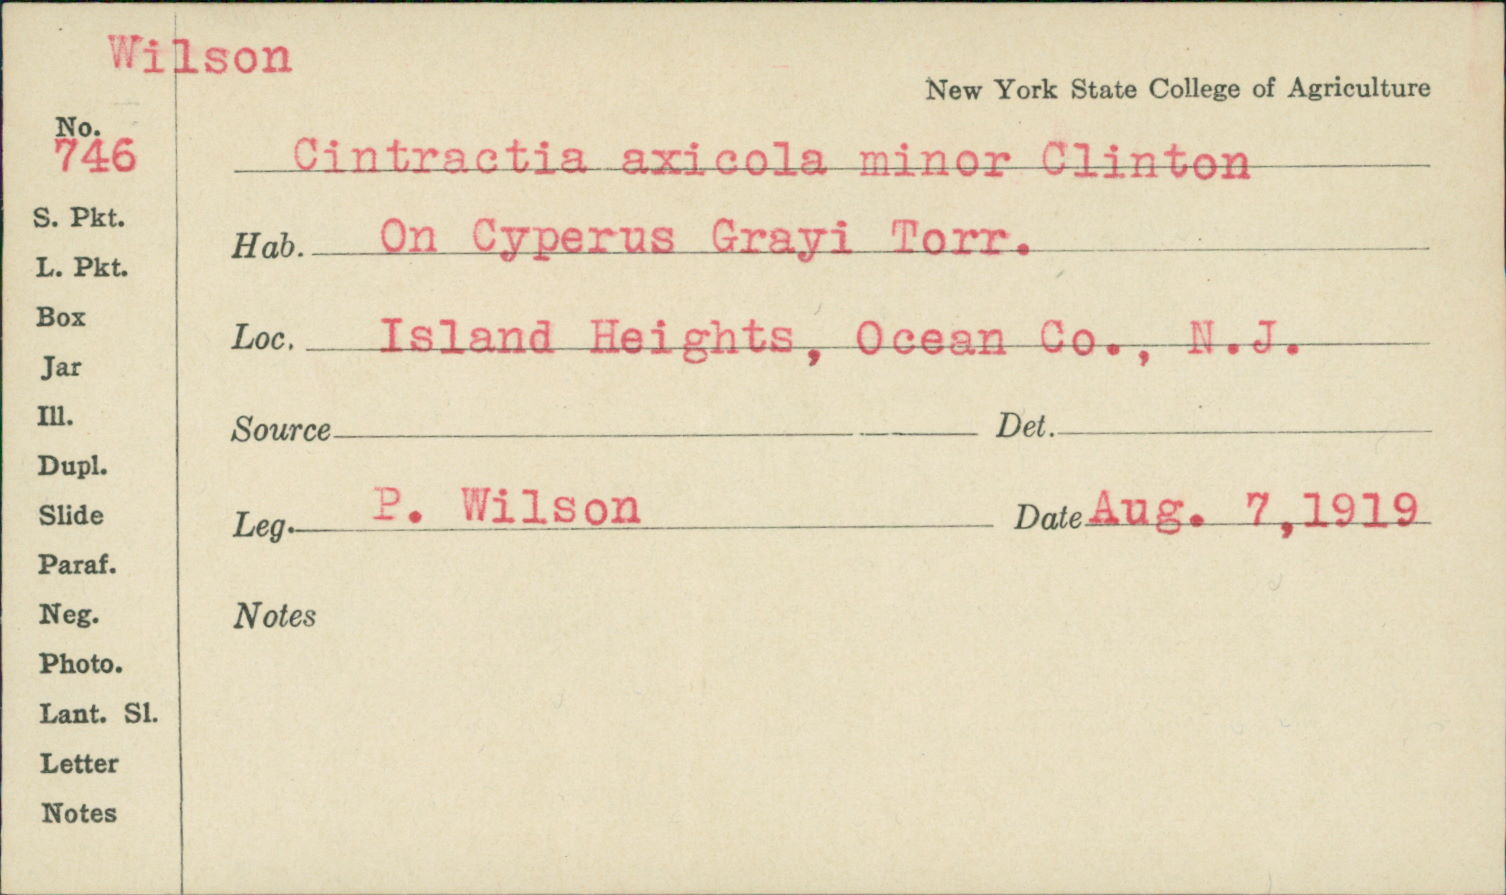 Wilson
New York State College of Agriculture
No.
746
Cintractia axicola minor Clinton
S. Pkt.
Hab. On Cyperus Grayi Torr.
L. Pkt.
Box
Loc. Island Heights, Ocean Co., N.J.
Jar
Ill.
Source Det.
Dupl.
Slide
Leg. P. Wilson Date Aug. 7,1919
Paraf.
Neg.
Notes
Photo.
Lant. Sl.
Letter
Notes